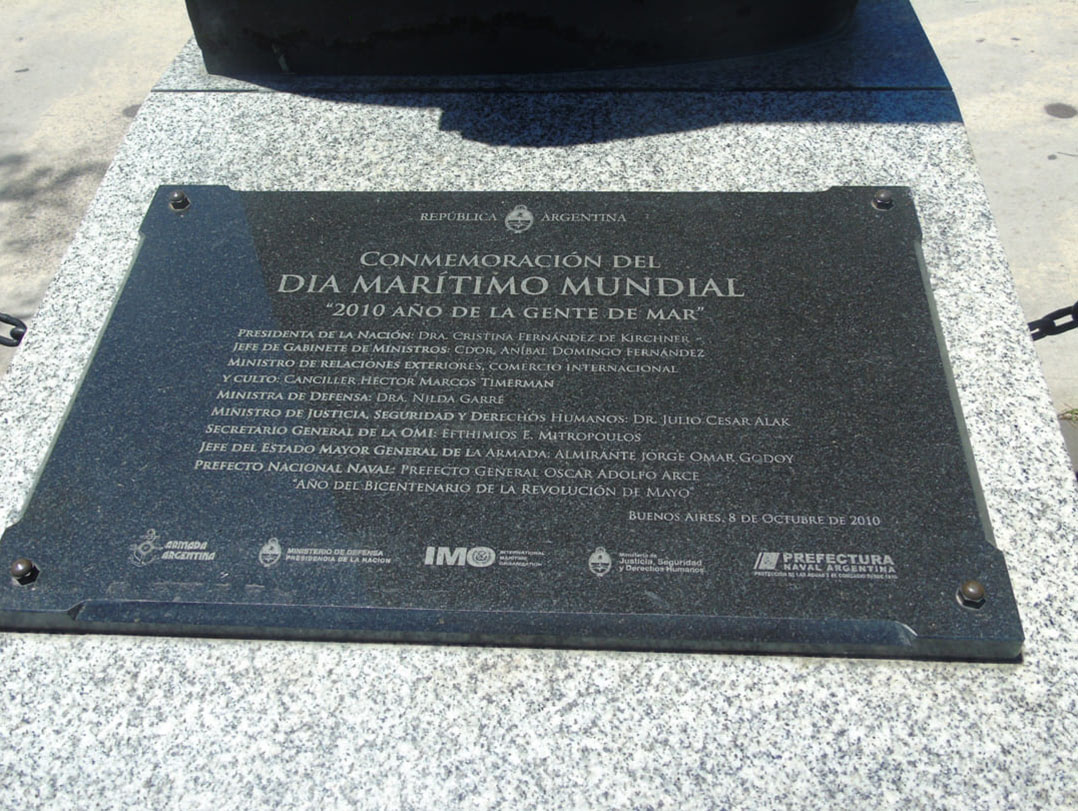 REPÚBLICA ARGENTINA
CONMEMORACIÓN DEL
DIA MARÍTIMO MUNDIAL
"2010 AÑO DE LA GENTE DE MAR"
PRESIDENTA DE LA NACIÓN: DRA. CRISTINA FERNÁNDEZ DE KIRCHNER
JEFE DE GABINETE DE MINISTROS: CDOR. ANÍBAL DOMINGO FERNÁNDEZ
MINISTRO DE RELACIONES EXTERIORES, COMERCIO INTERNACIONAL
Y CULTO: CANCILLER HÉCTOR MARCOS TIMERMAN
MINISTRA DE DEFENSA: DRA. NILDA GARRÉ
MINISTRO DE JUSTICIA, SEGURIDAD Y DERECHOS HUMANOS: DR. JULIO CESAR ALAK
SECRETARIO GENERAL DE LA OMI: EFTHIMIOS E. MITROPOULOS
JEFE DEL ESTADO MAYOR GENERAL DE LA ARMADA: ALMIRANTE JORGE OMAR GODOY
PREFECTO NACIONAL NAVAL: PREFECTO GENERAL OSCAR ADOLFO ARCE
"AÑO DEL BICENTENARIO DE LA REVOLUCIÓN DE MAYO"
BUENOS AIRES, 8 DE OCTUBRE DE 2010
ARMADA
ARGENTINA
MINISTERIO DE DEFENSA
PRESIDENCIA DE LA NACION
IMO
INTERNATIONAL
MARITIME
ORGANIZATION
Ministerio de
Justicia, Seguridad
y Derechos Humanos
PREFECTURA
NAVAL ARGENTINA